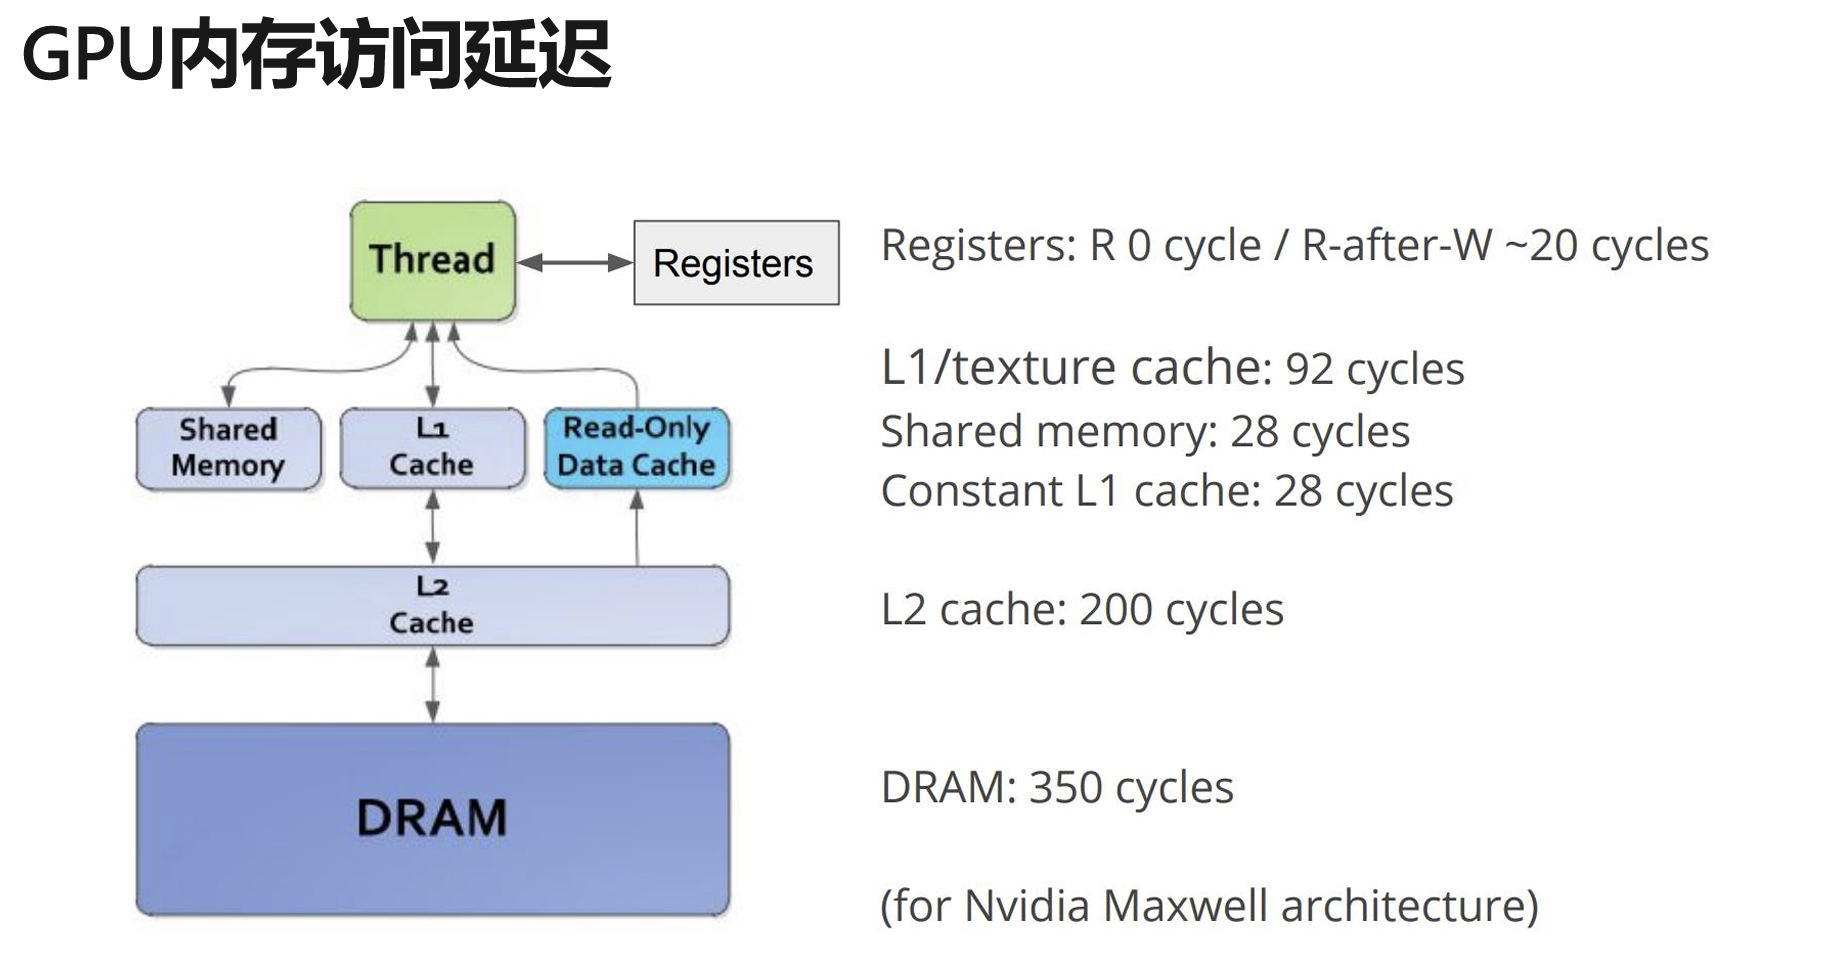 GPU内存访问延迟
Thread
Registers
Registers: R 0 cycle / R-after-W ~20 cycles
Shared
Memory
L1
Cache
Read-Only
Data Cache
L1/texture cache: 92 cycles
Shared memory: 28 cycles
Constant L1 cache: 28 cycles
L2
Cache
L2 cache: 200 cycles
DRAM
DRAM: 350 cycles
(for Nvidia Maxwell architecture)